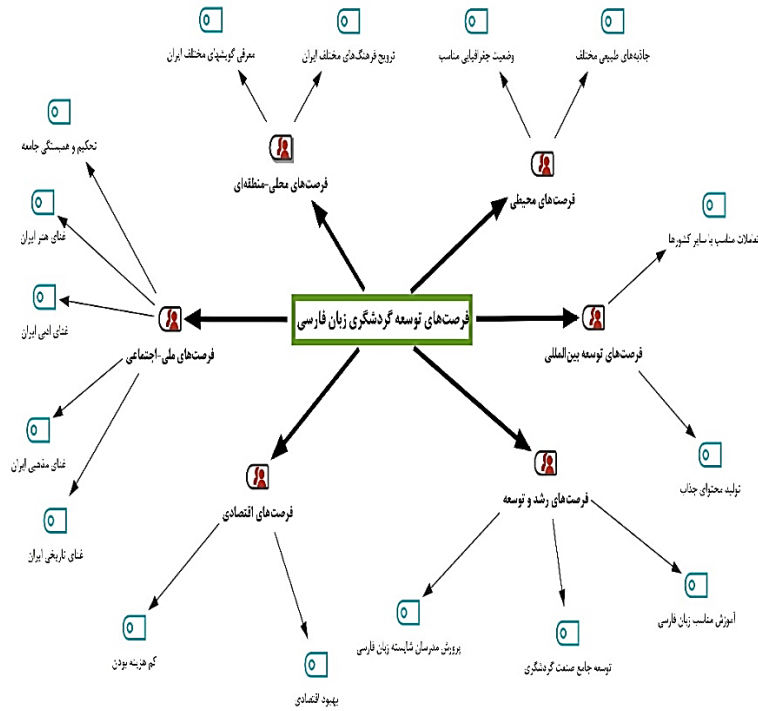 معرفی گویشهای مختلف ایران
ترویج فرهنگ‌های مختلف ایران
وضعیت جغرافیایی مناسب
جاذبه‌های طبیعی مختلف
فرصت‌های محلی-منطقه‌ای
فرصت‌های محیطی
تحکیم و همبستگی جامعه
غنای هنر ایران
غنای ادبی ایران
غنای مذهبی ایران
غنای تاریخی ایران
فرصت‌های ملی-اجتماعی
فرصت‌های توسعه گردشگری زبان فارسی
تعاملات مناسب با سایر کشورها
فرصت‌های توسعه بین‌المللی
تولید محتوای جذاب
فرصت‌های اقتصادی
فرصت‌های رشد و توسعه
کم هزینه بودن
بهبود اقتصادی
پرورش مدرسان شایسته زبان فارسی
توسعه جامع صنعت گردشگری
آموزش مناسب زبان فارسی